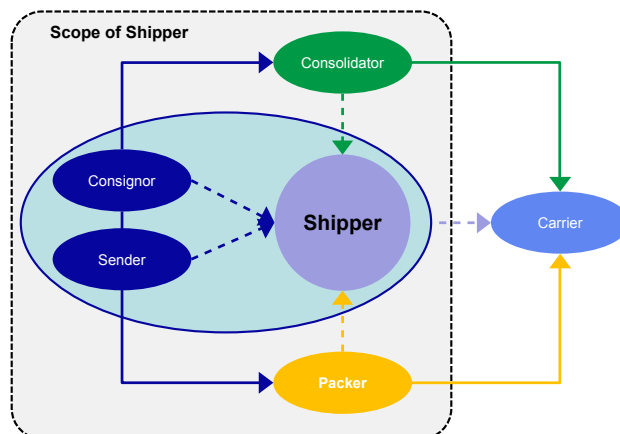 Scope of Shipper
Consolidator
Consignor
Shipper
Carrier
Sender
Packer